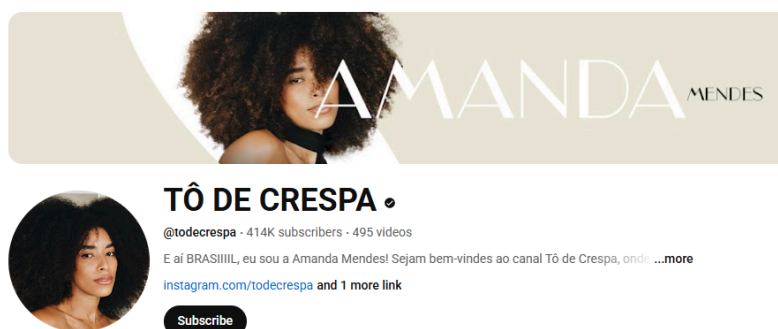 AMANDA MENDES
TÔ DE CRESPA
@todecrespa · 414K subscribers · 495 videos
E aí BRASIIIIL, eu sou a Amanda Mendes! Sejam bem-vindes ao canal Tô de Crespa, onde ...more
instagram.com/todecrespa and 1 more link
Subscribe